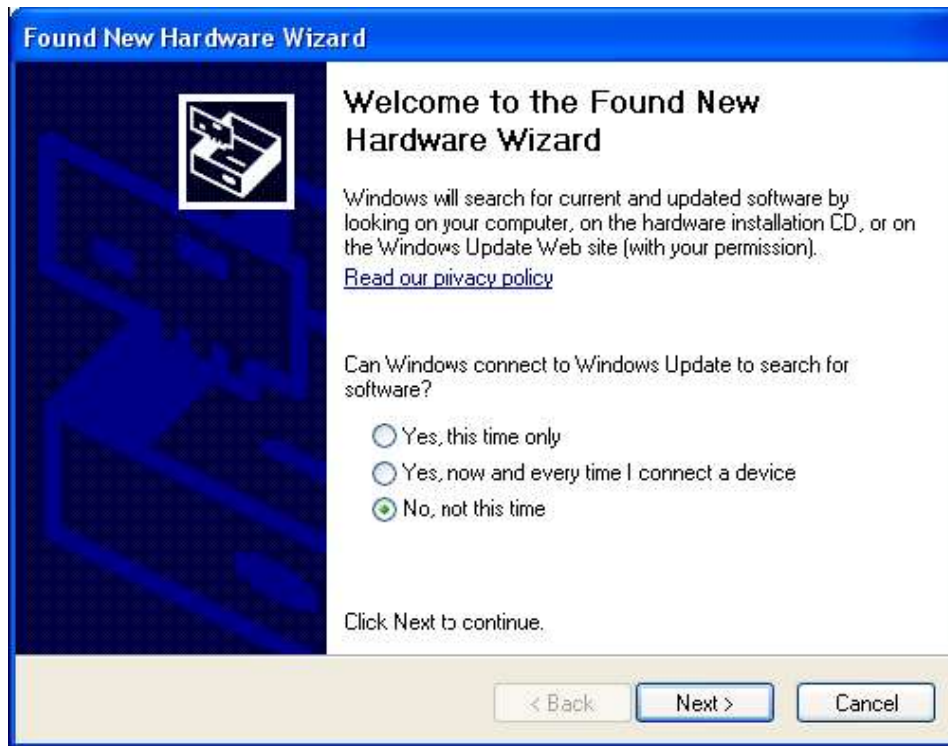 Found New Hardware Wizard
Welcome to the Found New
Hardware Wizard
Windows will search for current and updated software by
looking on your computer, on the hardware installation CD, or on
the Windows Update Web site (with your permission).
Read our privacy policy
Can Windows connect to Windows Update to search for
software?
Yes, this time only
Yes, now and every time I connect a device
No, not this time
Click Next to continue.
< Back
Next >
Cancel